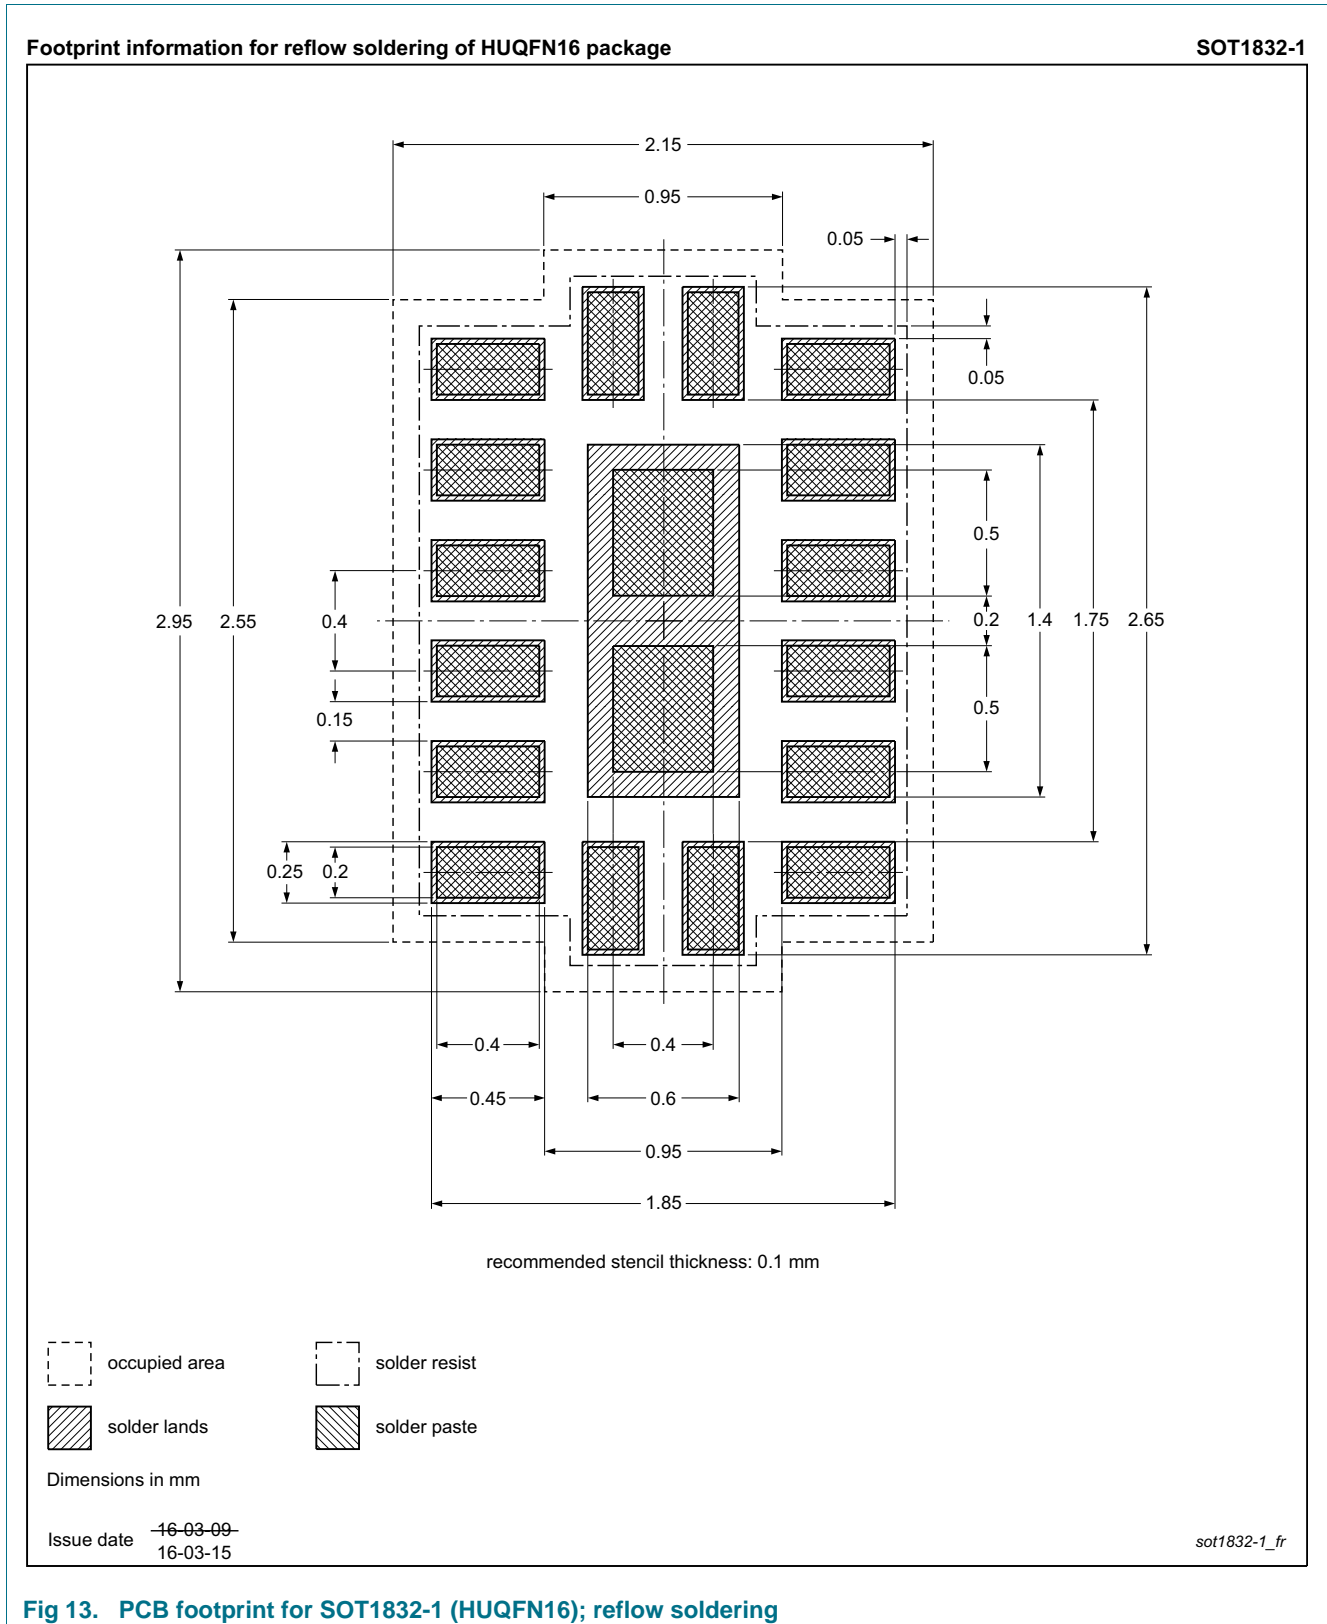 Footprint information for reflow soldering of HUQFN16 package SOT1832-1
2.15
0.95
0.05
0.05
0.5
2.95 2.55 0.4 0.2 1.4 1.75 2.65
0.5
0.15
0.25 0.2
0.4 0.4
0.45 0.6
0.95
1.85
recommended stencil thickness: 0.1 mm
occupied area solder resist
solder lands solder paste
Dimensions in mm
Issue date 16-03-09
16-03-15
sot1832-1_fr
Fig 13. PCB footprint for SOT1832-1 (HUQFN16); reflow soldering